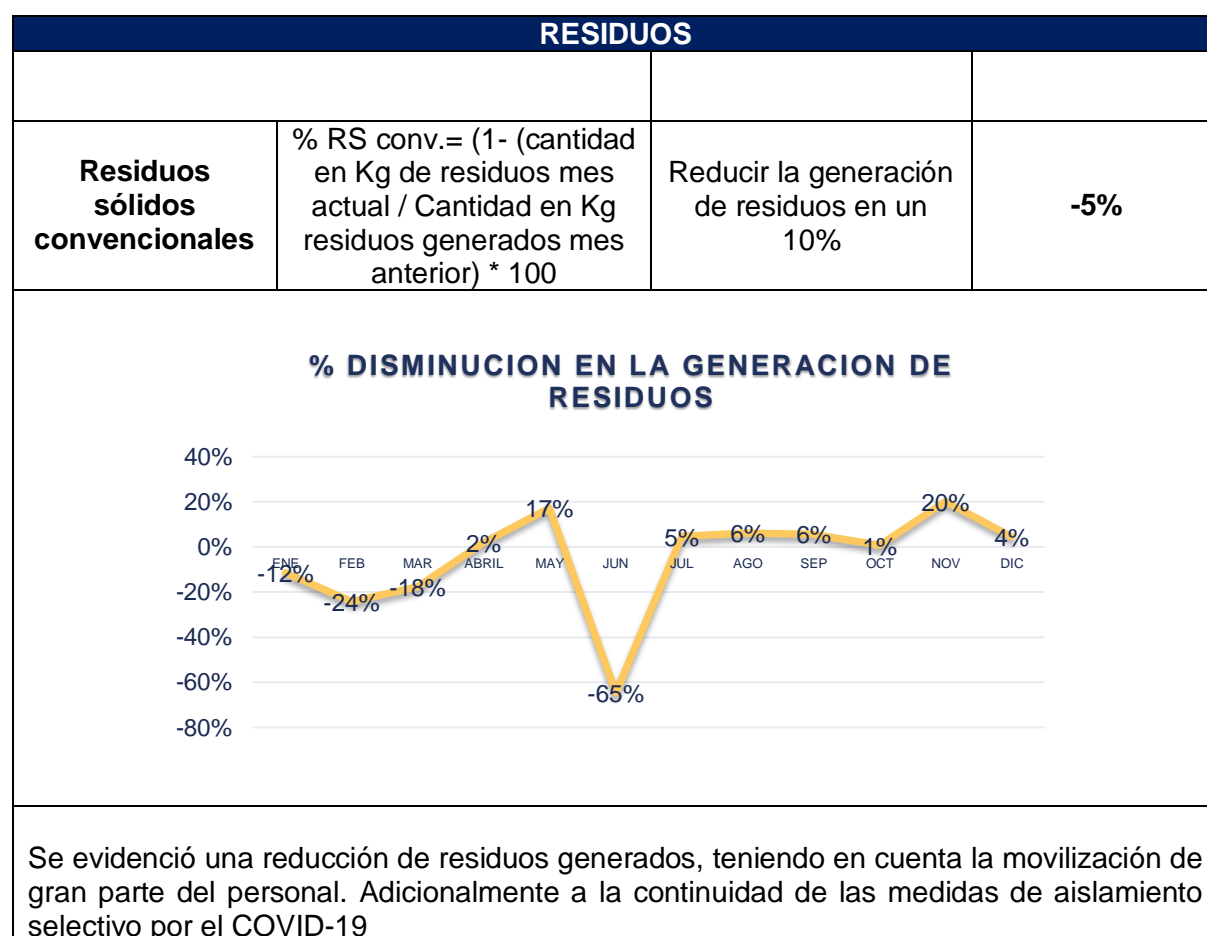 RESIDUOS
Residuos
sólidos
convencionales
% RS conv.= (1- (cantidad
en Kg de residuos mes
actual / Cantidad en Kg
residuos generados mes
anterior) * 100
Reducir la generación
de residuos en un
10%
-5%
% DISMINUCION EN LA GENERACION DE
RESIDUOS
40%
20%
0%
-20%
-40%
-60%
-80%
-12%
-24%
-18%
2%
17%
-65%
5%
6%
6%
1%
20%
4%
ENE FEB MAR ABRIL MAY JUN JUL AGO SEP OCT NOV DIC
Se evidenció una reducción de residuos generados, teniendo en cuenta la movilización de
gran parte del personal. Adicionalmente a la continuidad de las medidas de aislamiento
selectivo por el COVID-19